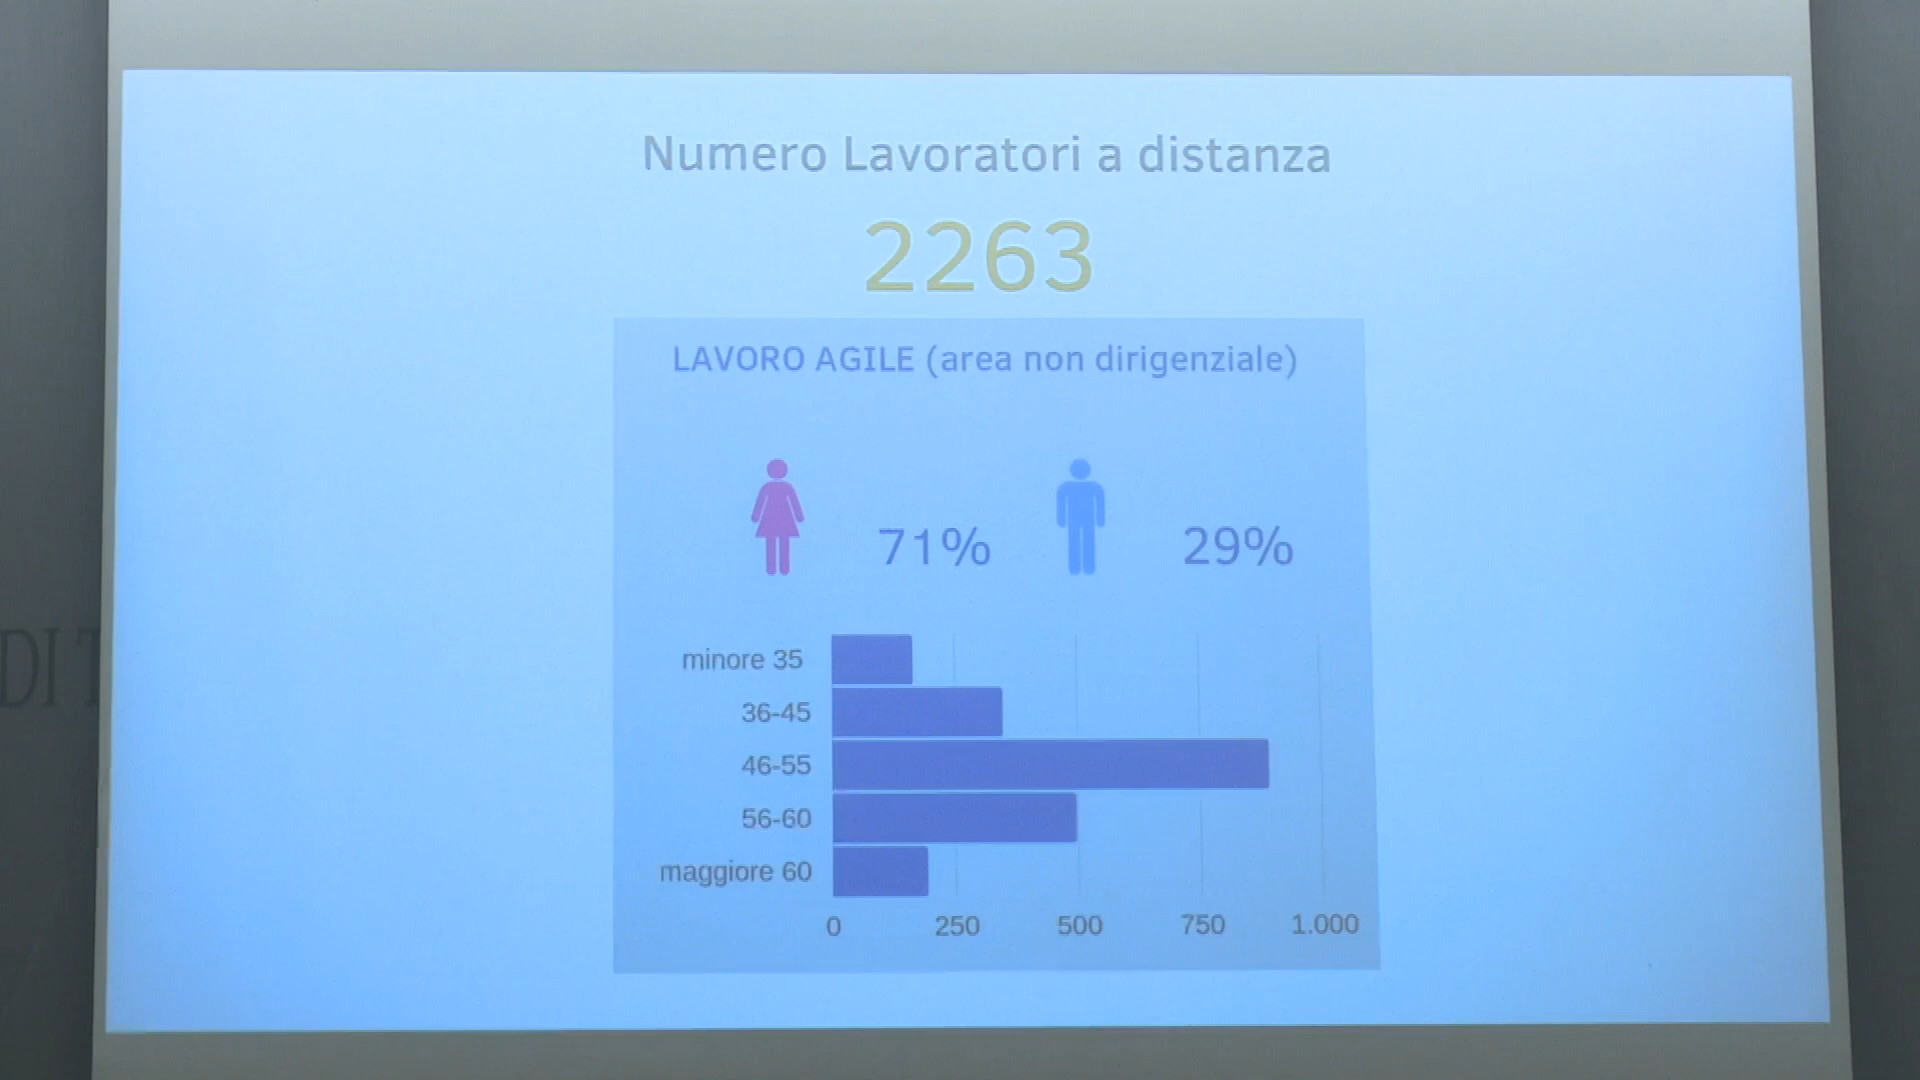 Numero Lavoratori a distanza
2263
LAVORO AGILE (area non dirigenziale)
71% 29%
minore 35
36-45
46-55
56-60
maggiore 60
0 250 500 750 1.000
DI T